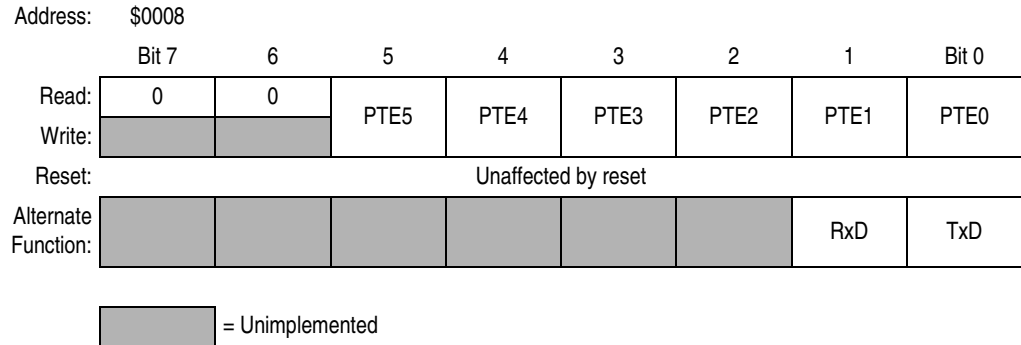 Address: $0008
Bit 7 6 5 4 3 2 1 Bit 0
Read: 0 0 PTE5 PTE4 PTE3 PTE2 PTE1 PTE0
Write:
Reset: Unaffected by reset
Alternate
Function: RxD TxD
= Unimplemented